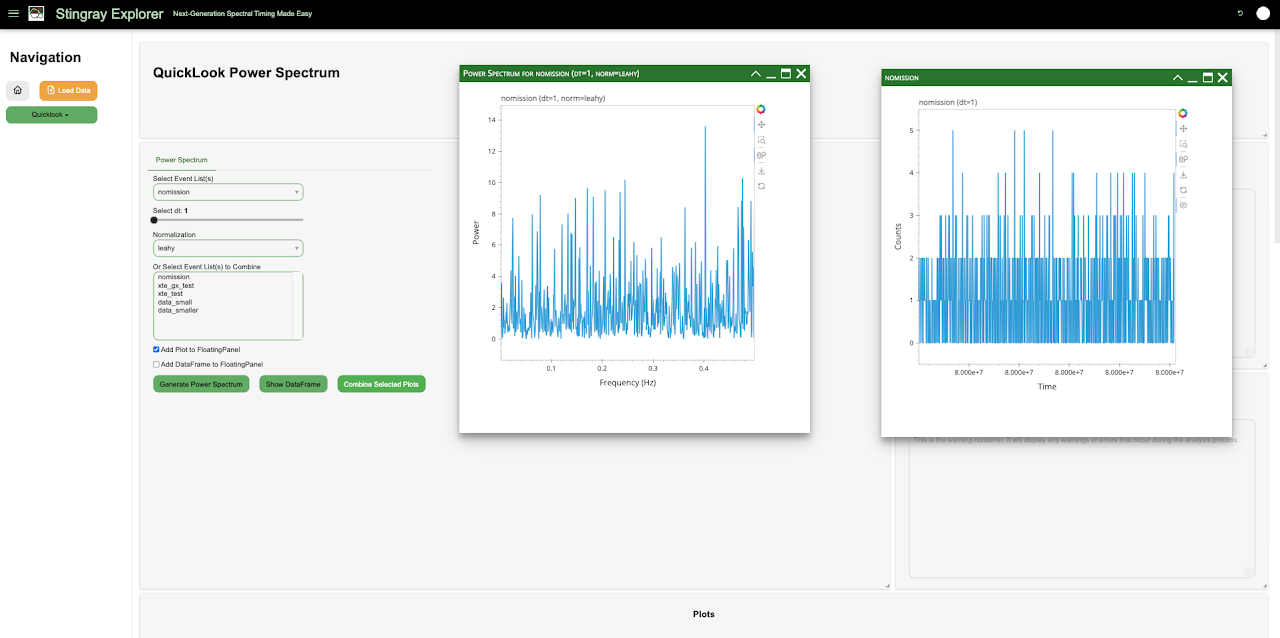 Stingray Explorer Next-Generation Spectral Timing Made Easy
Navigation
Load Data
Quicklook
QuickLook Power Spectrum
Power Spectrum
Select Event List(s)
nomission
Select dt: 1
Normalization
leahy
Or Select Event List(s) to Combine
nomission
xte_gx_test
xte_test
data_small
data_smaller
Add Plot to FloatingPanel
Add DataFrame to FloatingPanel
Generate Power Spectrum
Show DataFrame
Combine Selected Plots
Power Spectrum for nomission (dt=1, norm=leahy)
nomission (dt=1, norm=leahy)
14
12
10
8
6
4
2
0
Power
0.1
0.2
0.3
0.4
Frequency (Hz)
nomission
nomission (dt=1)
5
4
3
2
1
0
Counts
8.000e+7
8.000e+7
8.000e+7
8.000e+7
8.000e+7
Time
This is the warning container. It will display any warnings or errors that occur during the analysis process.
Plots